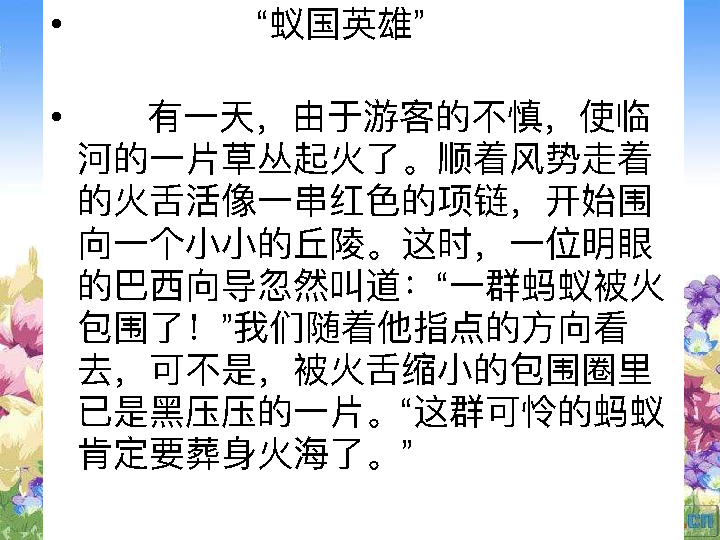 • “蚁国英雄”
• 有一天，由于游客的不慎，使临
河的一片草丛起火了。顺着风势走着
的火舌活像一串红色的项链，开始围
向一个小小的丘陵。这时，一位明眼
的巴西向导忽然叫道：“一群蚂蚁被火
包围了！”我们随着他指点的方向看
去，可不是，被火舌缩小的包围圈里
已是黑压压的一片。“这群可怜的蚂蚁
肯定要葬身火海了。”
cn